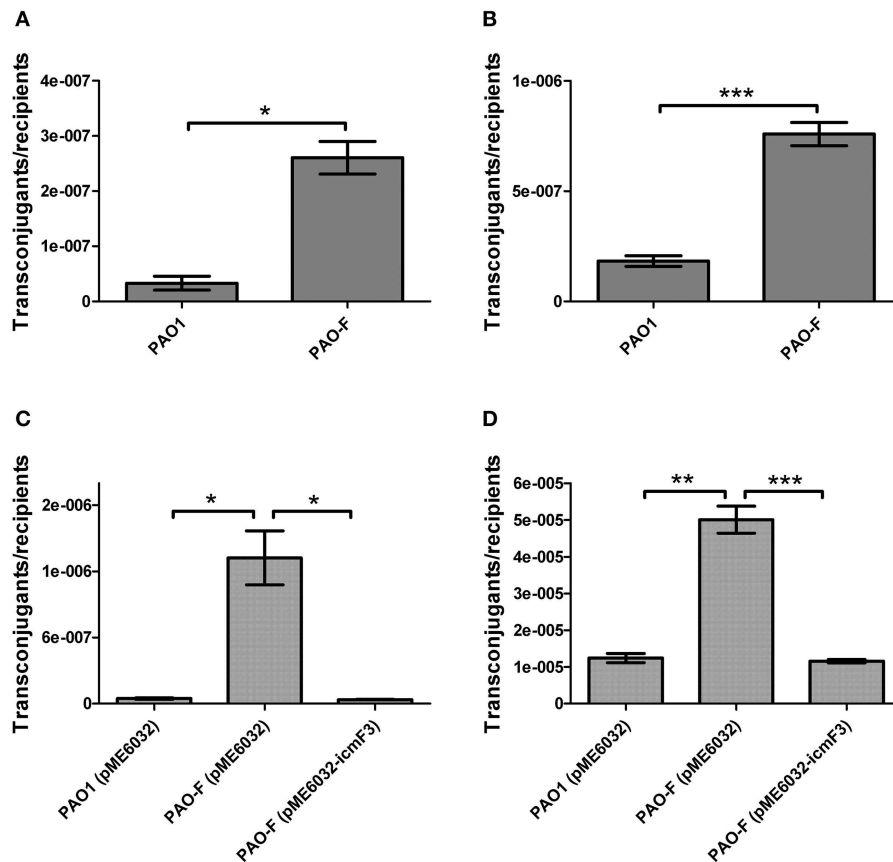 A
Transconjugants/recipients
4e-007
3e-007
2e-007
1e-007
0
*
PAO1
PAO-F
B
Transconjugants/recipients
1e-006
5e-007
0
***
PAO1
PAO-F
C
Transconjugants/recipients
2e-006
1e-006
6e-007
0
*
*
PAO1 (pME6032)
PAO-F (pME6032)
PAO-F (pME6032-icmF3)
D
Transconjugants/recipients
6e-005
5e-005
4e-005
3e-005
2e-005
1e-005
0
**
***
PAO1 (pME6032)
PAO-F (pME6032)
PAO-F (pME6032-icmF3)